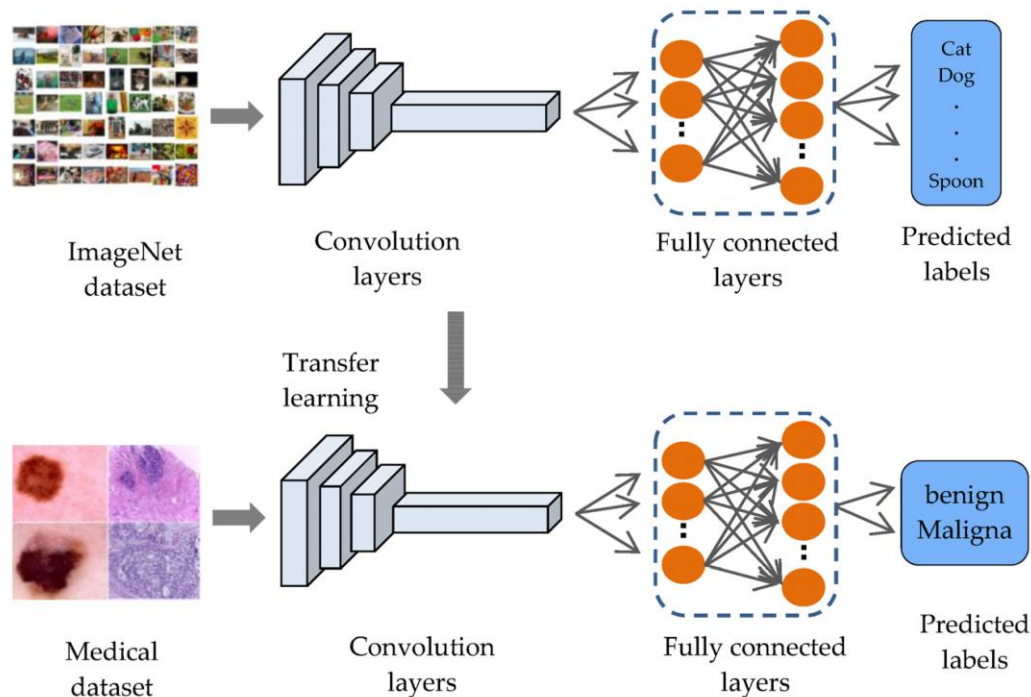 Cat
Dog
.
.
.
Spoon
ImageNet
dataset
Convolution
layers
Fully connected
layers
Predicted
labels
Transfer
learning
benign
Maligna
Medical
dataset
Convolution
layers
Fully connected
layers
Predicted
labels